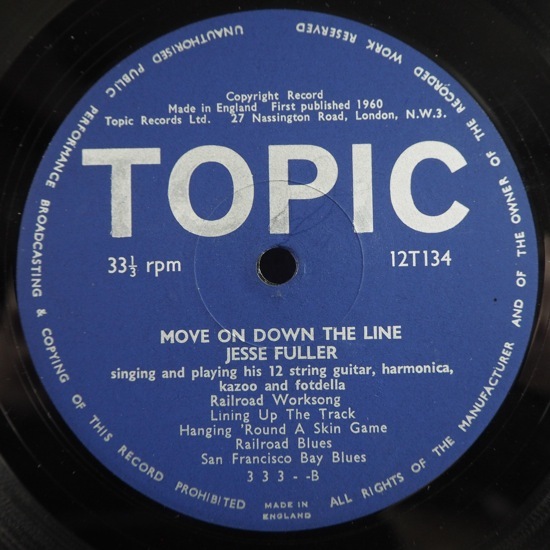 UNAUTHORISED PUBLIC PERFORMANCE BROADCASTING & COPYING OF THIS RECORD PROHIBITED
ALL RIGHTS OF THE MANUFACTURER AND OF THE OWNER OF THE RECORDED WORK RESERVED
Copyright Record
Made in England First published 1960
Topic Records Ltd. 27 Nassington Road, London, N.W.3.
TOPIC
33⅓ rpm
12T134
MOVE ON DOWN THE LINE
JESSE FULLER
singing and playing his 12 string guitar, harmonica,
kazoo and fotdella
Railroad Worksong
Lining Up The Track
Hanging 'Round A Skin Game
Railroad Blues
San Francisco Bay Blues
3 3 3 - -B
MADE IN
ENGLAND